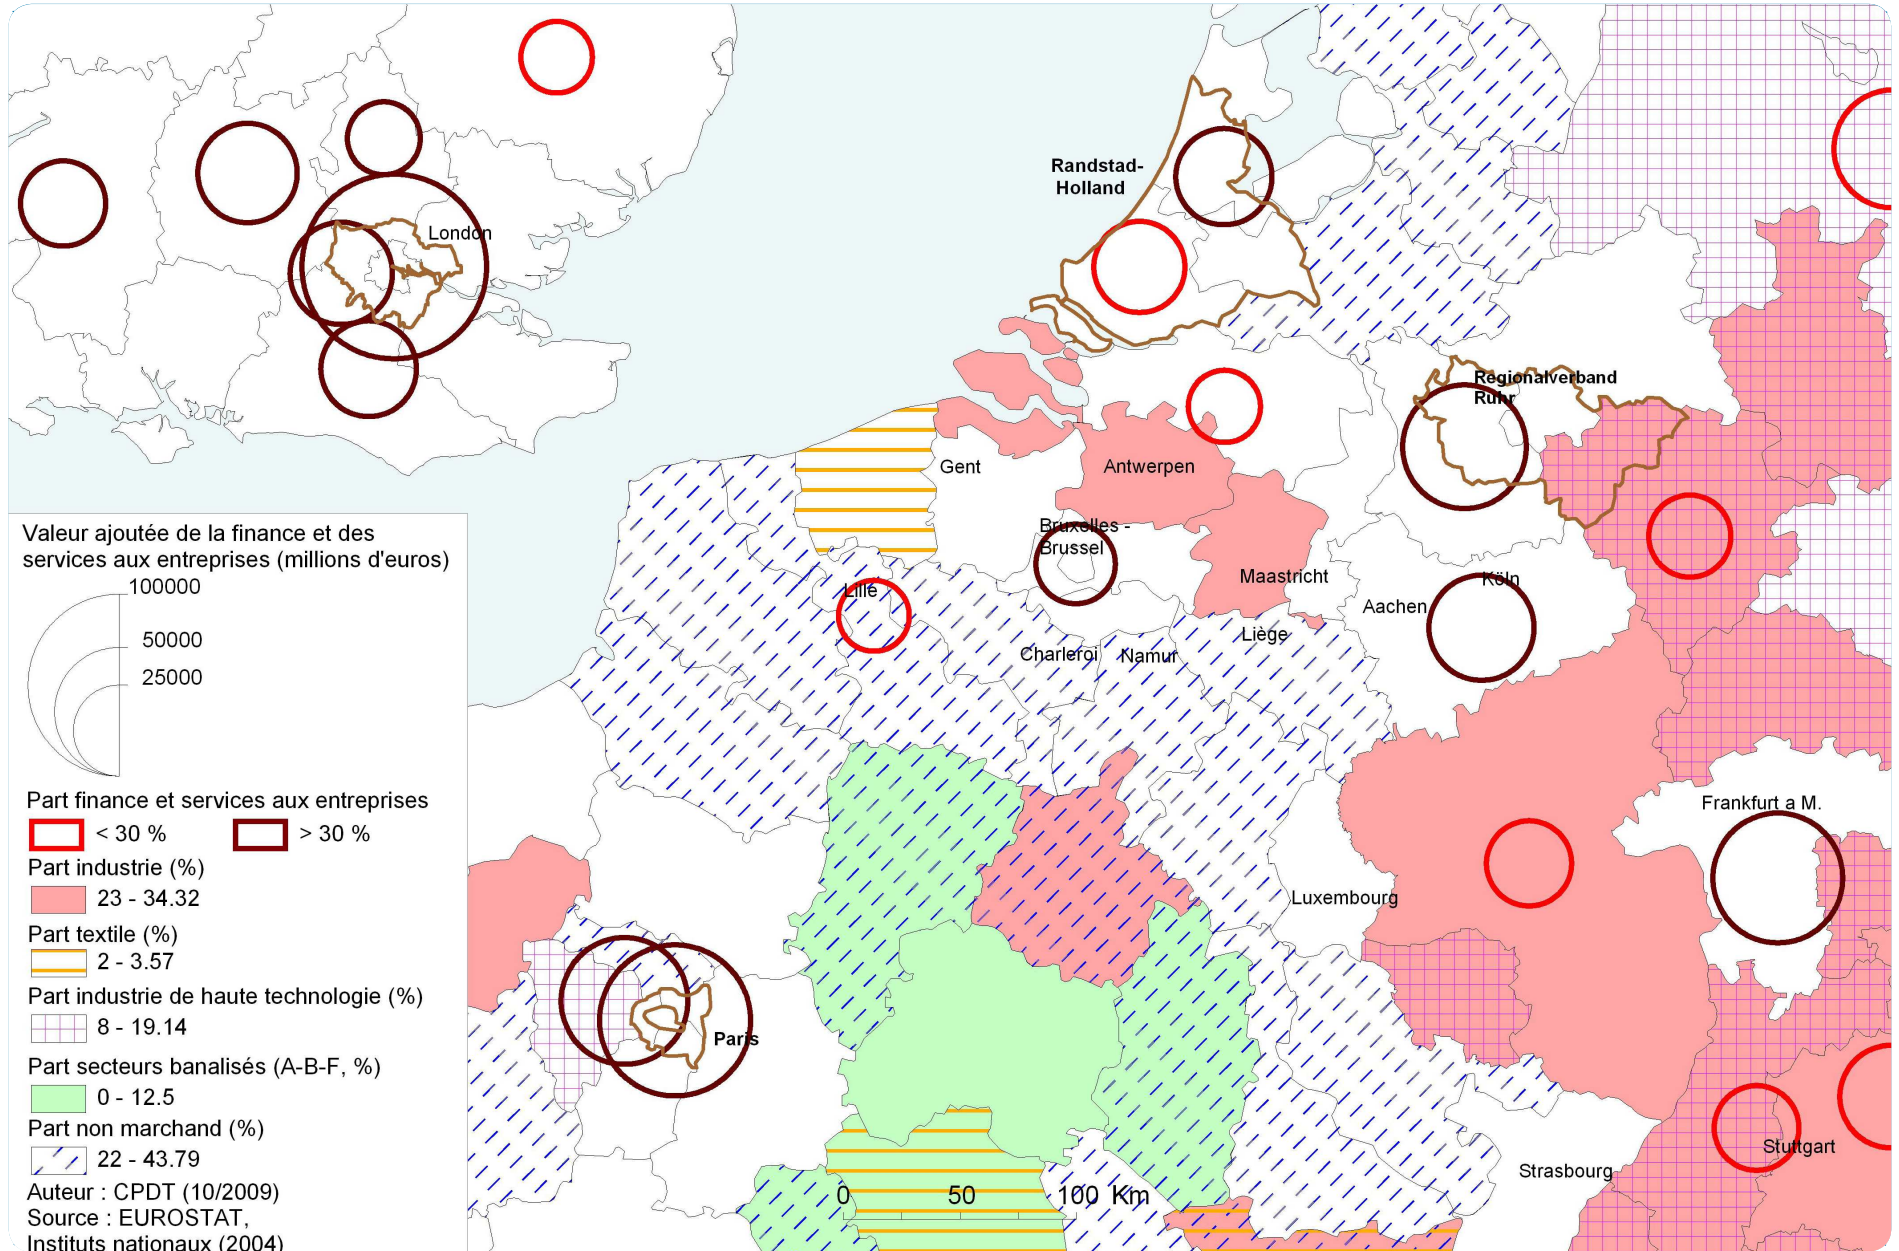 London
Randstad-
Holland
Regionalverband
Ruhr
Gent
Antwerpen
Bruxelles -
Brussel
Maastricht
Köln
Aachen
Lille
Liège
Charleroi
Namur
Frankfurt a M.
Luxembourg
Paris
Stuttgart
Strasbourg
0 50 100 Km
Valeur ajoutée de la finance et des
services aux entreprises (millions d'euros)
100000
50000
25000
Part finance et services aux entreprises
< 30 % > 30 %
Part industrie (%)
23 - 34.32
Part textile (%)
2 - 3.57
Part industrie de haute technologie (%)
8 - 19.14
Part secteurs banalisés (A-B-F, %)
0 - 12.5
Part non marchand (%)
22 - 43.79
Auteur : CPDT (10/2009)
Source : EUROSTAT,
Instituts nationaux (2004)